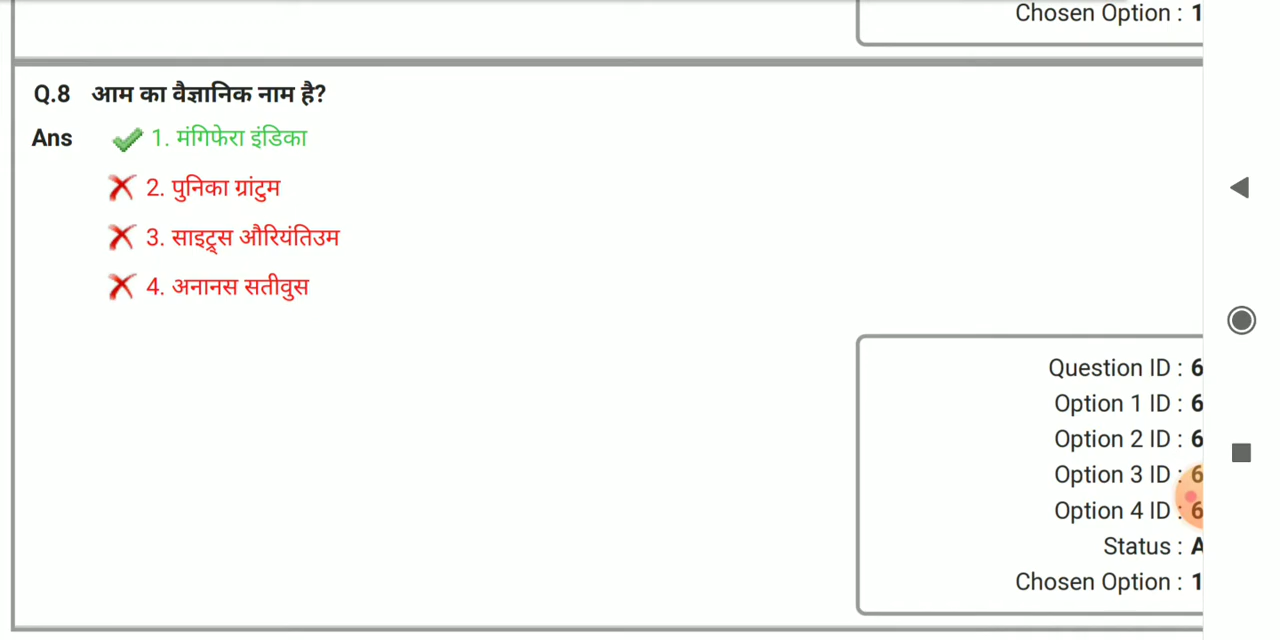 Chosen Option : 1
Q.8 आम का वैज्ञानिक नाम है?
Ans 1. मंगिफेरा इंडिका
2. पुनिका ग्रांटुम
3. साइट्रूस औरियंतिउम
4. अनानस सतीवुस
Question ID : 6
Option 1 ID : 6
Option 2 ID : 6
Option 3 ID : 6
Option 4 ID : 6
Status : A
Chosen Option : 1